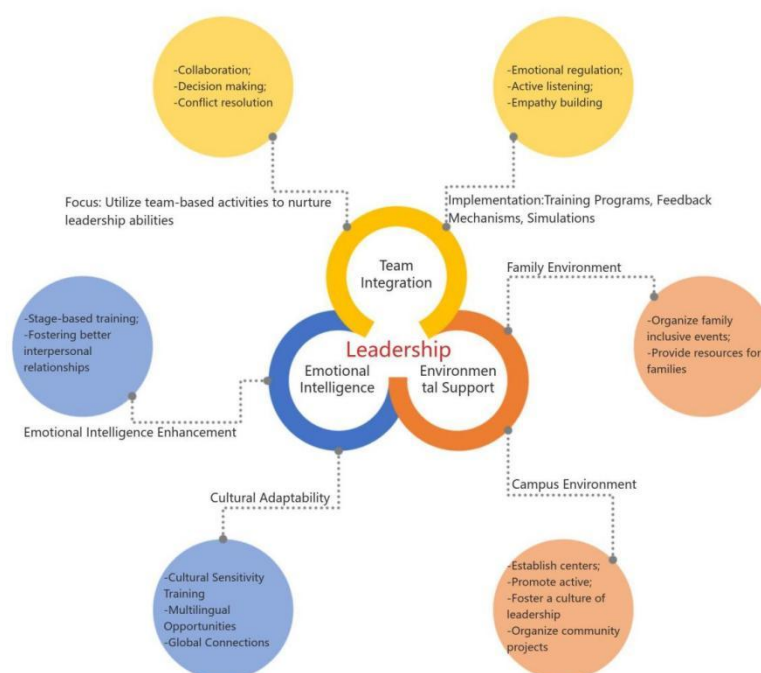 -Collaboration;
-Decision making;
-Conflict resolution
-Emotional regulation;
-Active listening;
-Empathy building
Focus: Utilize team-based activities to nurture
leadership abilities
Implementation:Training Programs, Feedback
Mechanisms, Simulations
Team
Integration
Family Environment
-Stage-based training;
-Fostering better
interpersonal
relationships
-Organize family
inclusive events;
-Provide resources for
families
Leadership
Emotional
Intelligence
Environmen
tal Support
Emotional Intelligence Enhancement
Cultural Adaptability
Campus Environment
-Cultural Sensitivity
Training
-Multilingual
Opportunities
-Global Connections
-Establish centers;
-Promote active;
-Foster a culture of
leadership
-Organize community
projects